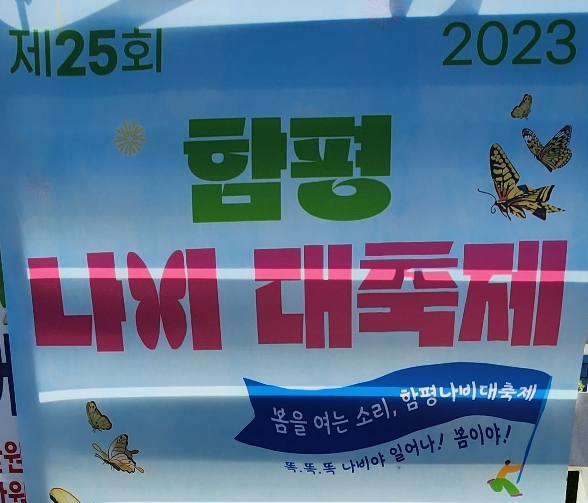 제25회 2023
함평
나비 대축제
봄을 여는 소리, 함평나비대축제
똑.똑.똑 나비야 일어나! 봄이야!